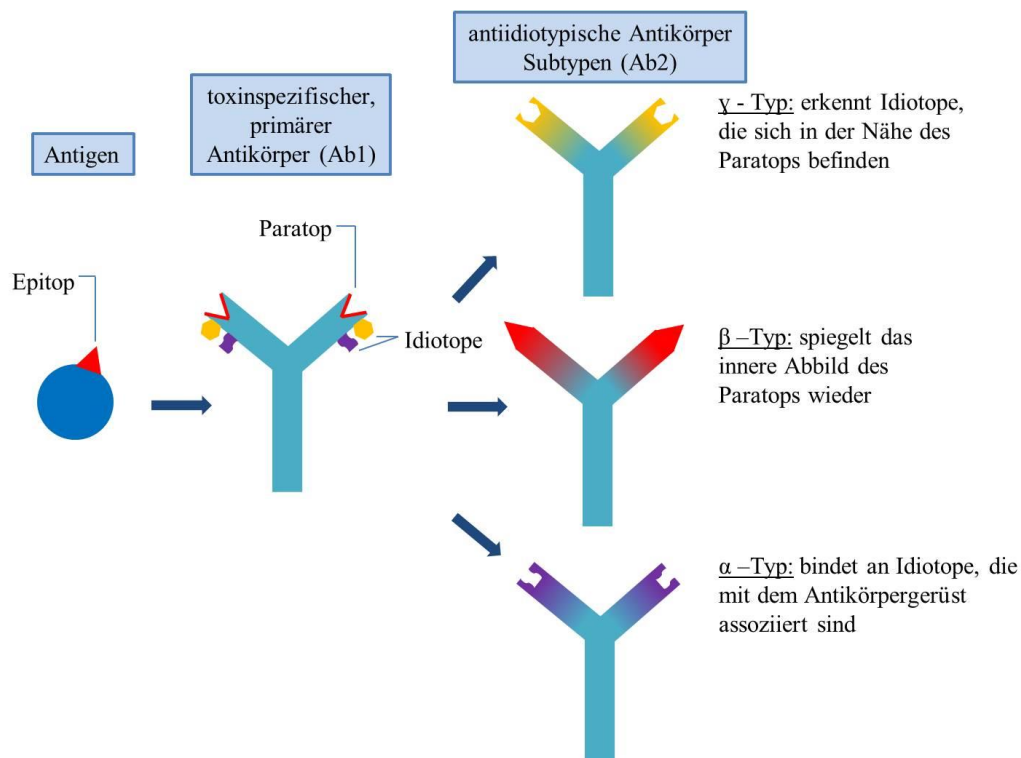 antiidiotypische Antikörper
Subtypen (Ab2)
toxinspezifischer,
primärer
Antikörper (Ab1)
Antigen
γ - Typ: erkennt Idiotope,
die sich in der Nähe des
Paratops befinden
Paratop
Epitop
Idiotope
β –Typ: spiegelt das
innere Abbild des
Paratops wieder
α –Typ: bindet an Idiotope, die
mit dem Antikörpergerüst
assoziiert sind